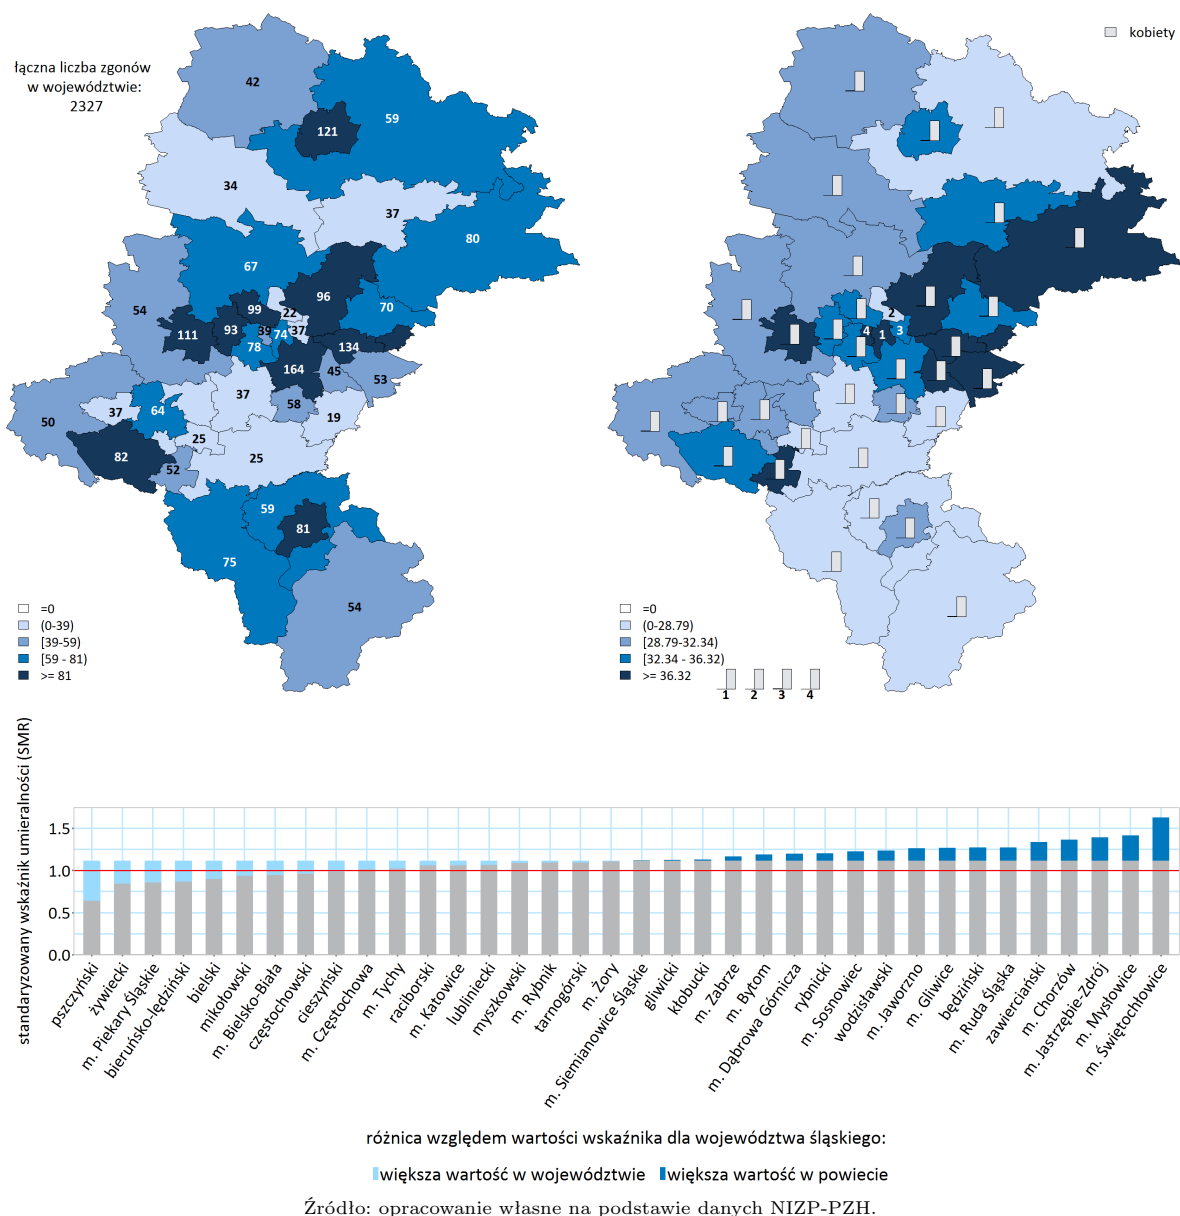 łączna liczba zgonów
w województwie:
2327
42
59
121
34
37
80
67
96
54
99
22
70
111
93
39
74
37
78
134
164
45
53
50
37
64
37
58
19
82
25
52
25
59
81
75
54
=0
(0-39)
[39-59)
[59 - 81)
>= 81
kobiety
2
4
1
3
=0
(0-28.79)
[28.79-32.34)
[32.34 - 36.32)
>= 36.32
1 2 3 4
standaryzowany wskaźnik umieralności (SMR)
1.5
1.0
0.5
0.0
pszczyński
żywiecki
m. Piekary Śląskie
bieruńsko-lędziński
bielski
mikołowski
m. Bielsko-Biała
częstochowski
cieszyński
m. Częstochowa
m. Tychy
raciborski
m. Katowice
lubliniecki
myszkowski
m. Rybnik
tarnogórski
m. Żory
m. Siemianowice Śląskie
gliwicki
kłobucki
m. Zabrze
m. Bytom
m. Dąbrowa Górnicza
rybnicki
m. Sosnowiec
wodzisławski
m. Jaworzno
m. Gliwice
będziński
m. Ruda Śląska
zawierciański
m. Chorzów
m. Jastrzębie-Zdrój
m. Mysłowice
m. Świętochłowice
różnica względem wartości wskaźnika dla województwa śląskiego:
większa wartość w województwie większa wartość w powiecie
Źródło: opracowanie własne na podstawie danych NIZP-PZH.